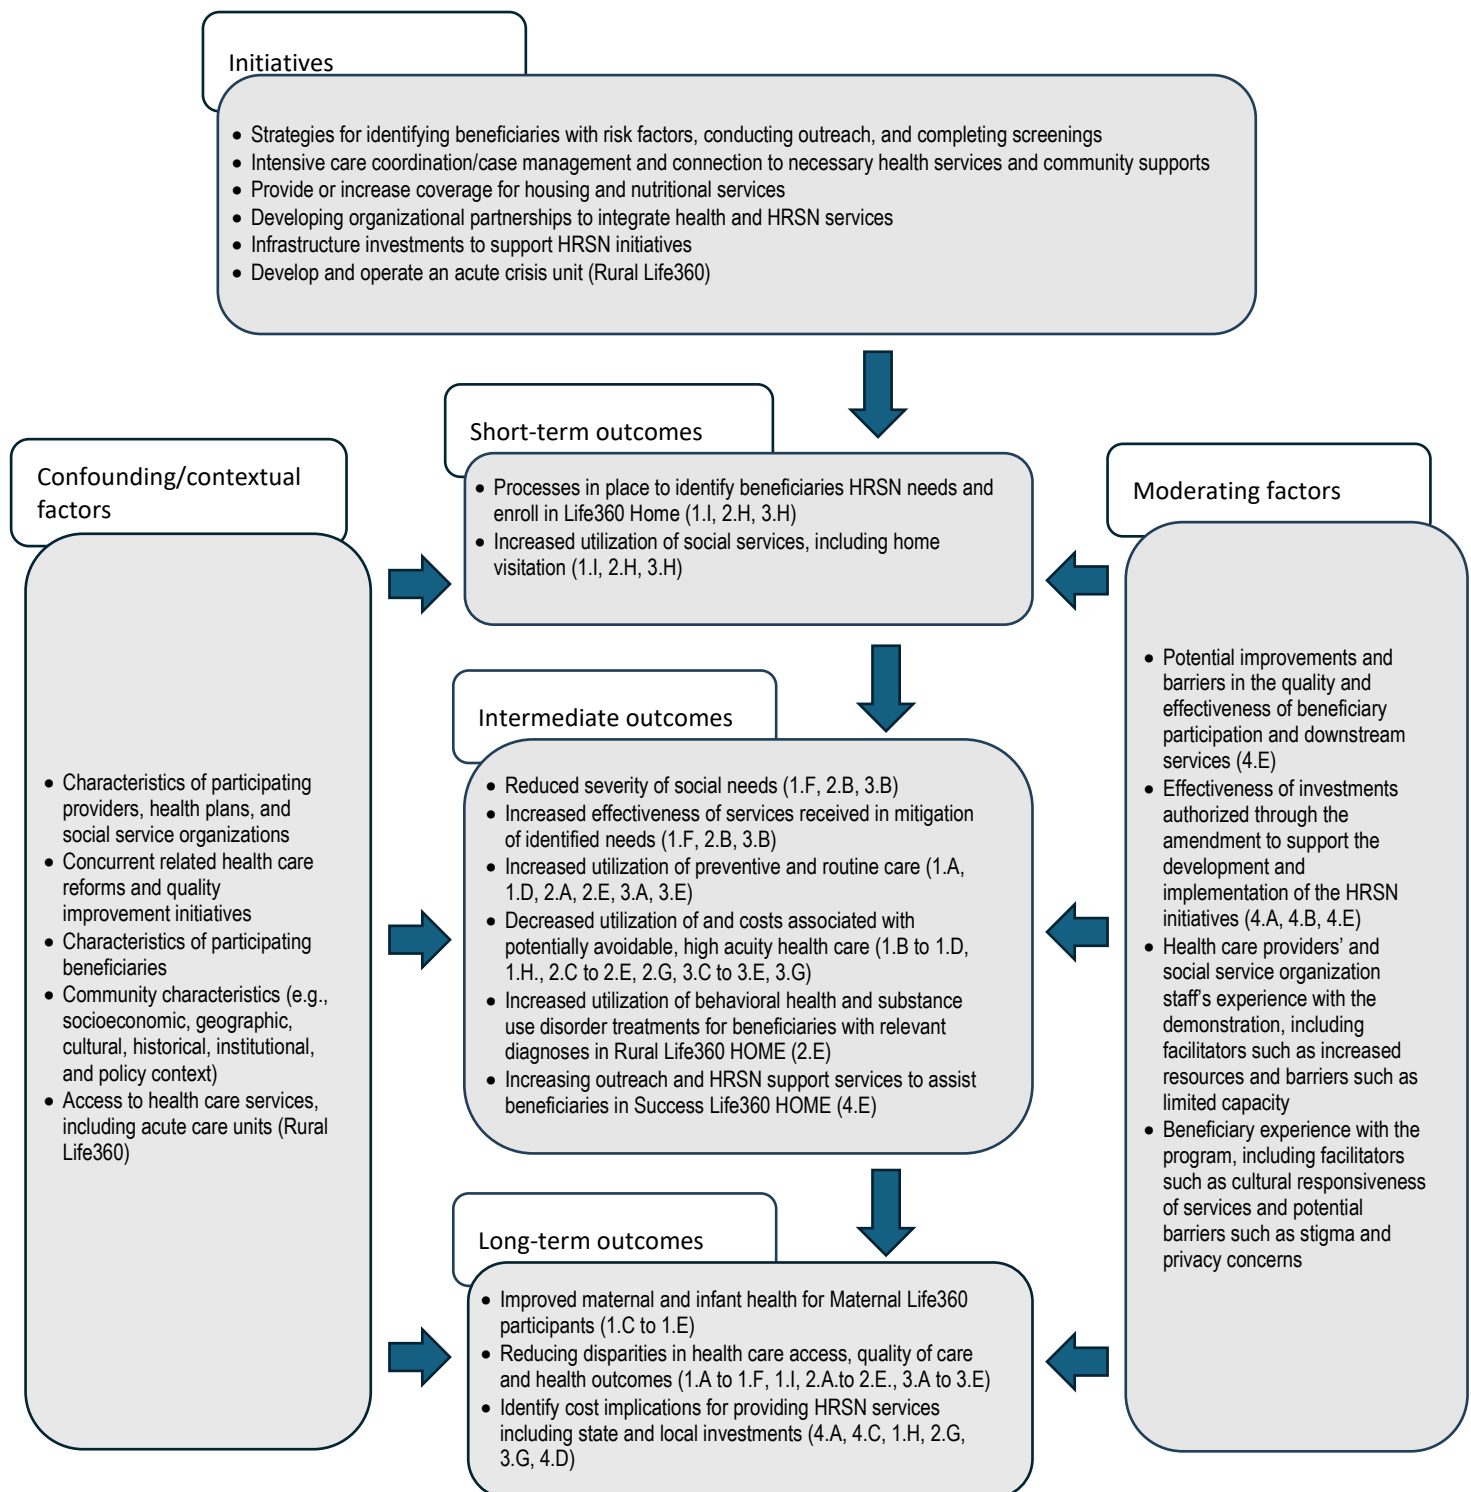 Initiatives
• Strategies for identifying beneficiaries with risk factors, conducting outreach, and completing screenings
• Intensive care coordination/case management and connection to necessary health services and community supports
• Provide or increase coverage for housing and nutritional services
• Developing organizational partnerships to integrate health and HRSN services
• Infrastructure investments to support HRSN initiatives
• Develop and operate an acute crisis unit (Rural Life360)
Short-term outcomes
• Processes in place to identify beneficiaries HRSN needs and
enroll in Life360 Home (1.I, 2.H, 3.H)
• Increased utilization of social services, including home
visitation (1.I, 2.H, 3.H)
Confounding/contextual
factors
• Characteristics of participating
providers, health plans, and
social service organizations
• Concurrent related health care
reforms and quality
improvement initiatives
• Characteristics of participating
beneficiaries
• Community characteristics (e.g.,
socioeconomic, geographic,
cultural, historical, institutional,
and policy context)
• Access to health care services,
including acute care units (Rural
Life360)
Moderating factors
• Potential improvements and
barriers in the quality and
effectiveness of beneficiary
participation and downstream
services (4.E)
• Effectiveness of investments
authorized through the
amendment to support the
development and
implementation of the HRSN
initiatives (4.A, 4.B, 4.E)
• Health care providers’ and
social service organization
staff’s experience with the
demonstration, including
facilitators such as increased
resources and barriers such as
limited capacity
• Beneficiary experience with the
program, including facilitators
such as cultural responsiveness
of services and potential
barriers such as stigma and
privacy concerns
Intermediate outcomes
• Reduced severity of social needs (1.F, 2.B, 3.B)
• Increased effectiveness of services received in mitigation
of identified needs (1.F, 2.B, 3.B)
• Increased utilization of preventive and routine care (1.A,
1.D, 2.A, 2.E, 3.A, 3.E)
• Decreased utilization of and costs associated with
potentially avoidable, high acuity health care (1.B to 1.D,
1.H., 2.C to 2.E, 2.G, 3.C to 3.E, 3.G)
• Increased utilization of behavioral health and substance
use disorder treatments for beneficiaries with relevant
diagnoses in Rural Life360 HOME (2.E)
• Increasing outreach and HRSN support services to assist
beneficiaries in Success Life360 HOME (4.E)
Long-term outcomes
• Improved maternal and infant health for Maternal Life360
participants (1.C to 1.E)
• Reducing disparities in health care access, quality of care
and health outcomes (1.A to 1.F, 1.I, 2.A.to 2.E., 3.A to 3.E)
• Identify cost implications for providing HRSN services
including state and local investments (4.A, 4.C, 1.H, 2.G,
3.G, 4.D)